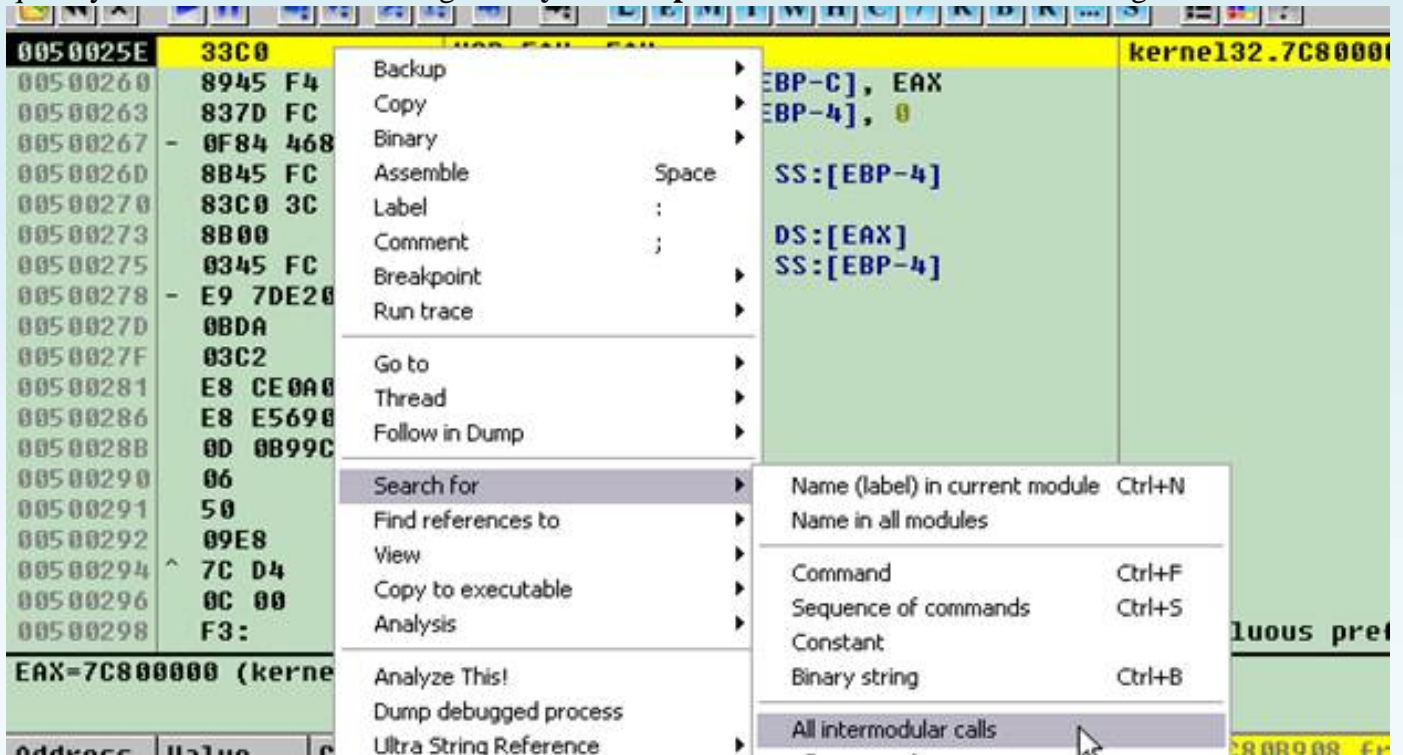 L E M T W H C / K B R ... S
0050025E 33C0 XOR EAX, EAX kernel32.7C8000
00500260 8945 F4 EBP-C], EAX
00500263 837D FC EBP-4], 0
00500267 - 0F84 468
0050026D 8B45 FC SS:[EBP-4]
00500270 83C0 3C
00500273 8B00 DS:[EAX]
00500275 0345 FC SS:[EBP-4]
00500278 - E9 7DE20
0050027D 0BDA
0050027F 03C2
00500281 E8 CE0A0
00500286 E8 E5690
0050028B 0D 0B99C
00500290 06
00500291 50
00500292 09E8
00500294 ^ 7C D4
00500296 0C 00
00500298 F3: luous pref
EAX=7C800000 (kerne
Address Value
Backup
Copy
Binary
Assemble Space
Label :
Comment ;
Breakpoint
Run trace
Go to
Thread
Follow in Dump
Search for
Find references to
View
Copy to executable
Analysis
Analyze This!
Dump debugged process
Ultra String Reference
Name (label) in current module Ctrl+N
Name in all modules
Command Ctrl+F
Sequence of commands Ctrl+S
Constant
Binary string Ctrl+B
All intermodular calls